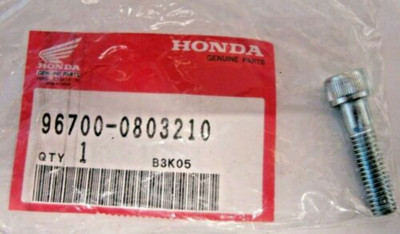 HONDA
GENUINE PARTS
HONDA
96700-0803210
QTY 1
B3K05